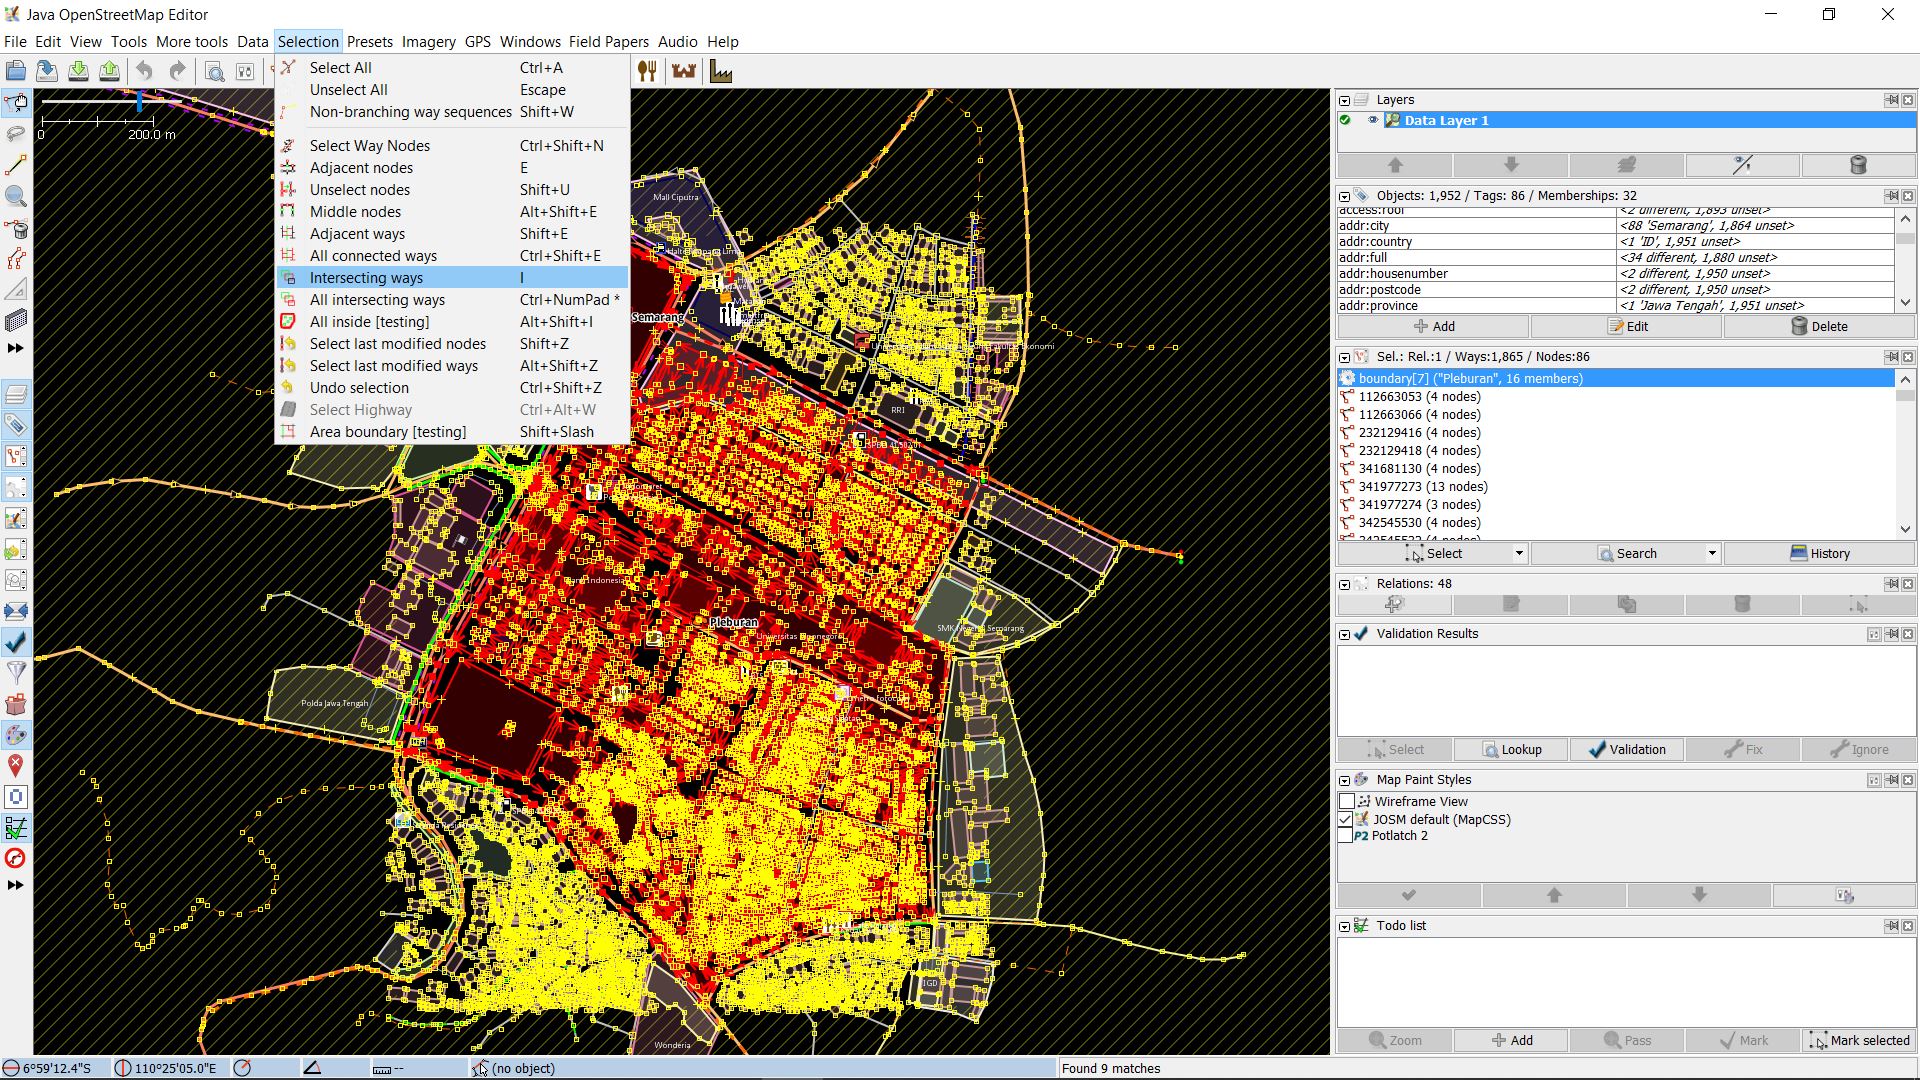 Java OpenStreetMap Editor
File Edit View Tools More tools Data Selection Presets Imagery GPS Windows Field Papers Audio Help
Select All Ctrl+A
Unselect All Escape
Non-branching way sequences Shift+W
Select Way Nodes Ctrl+Shift+N
Adjacent nodes E
Unselect nodes Shift+U
Middle nodes Alt+Shift+E
Adjacent ways Shift+E
All connected ways Ctrl+Shift+E
Intersecting ways I
All intersecting ways Ctrl+NumPad *
All inside [testing] Alt+Shift+I
Select last modified nodes Shift+Z
Select last modified ways Alt+Shift+Z
Undo selection Ctrl+Shift+Z
Select Highway Ctrl+Alt+W
Area boundary [testing] Shift+Slash
0 200.0 m
Mall Ciputra
Semarang
RRI
Pleburan
SMK Negeri Semarang
Polda Jawa Tengah
IGD
Wonderia
Layers
Data Layer 1
Objects: 1,952 / Tags: 86 / Memberships: 32
access:roof <2 different, 1,893 unset>
addr:city <88 'Semarang', 1,864 unset>
addr:country <1 'ID', 1,951 unset>
addr:full <34 different, 1,880 unset>
addr:housenumber <2 different, 1,950 unset>
addr:postcode <2 different, 1,950 unset>
addr:province <1 'Jawa Tengah', 1,951 unset>
Add Edit Delete
Sel.: Rel.:1 / Ways:1,865 / Nodes:86
boundary[7] ("Pleburan", 16 members)
112663053 (4 nodes)
112663066 (4 nodes)
232129416 (4 nodes)
232129418 (4 nodes)
341681130 (4 nodes)
341977273 (13 nodes)
341977274 (3 nodes)
342545530 (4 nodes)
Select Search History
Relations: 48
Validation Results
Select Lookup Validation Fix Ignore
Map Paint Styles
Wireframe View
JOSM default (MapCSS)
P2 Potlatch 2
Todo list
Zoom Add Pass Mark Mark selected
6°59'12.4"S 110°25'05.0"E -- (no object) Found 9 matches